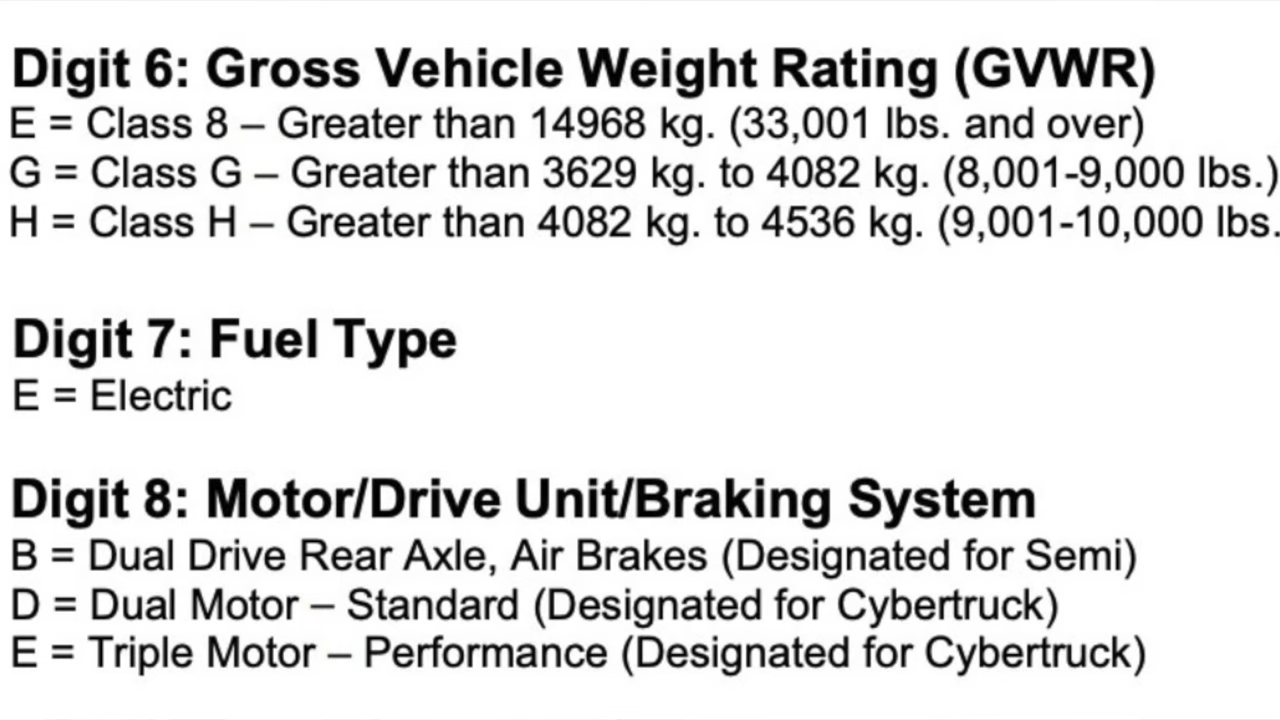 Digit 6: Gross Vehicle Weight Rating (GVWR)
E = Class 8 – Greater than 14968 kg. (33,001 lbs. and over)
G = Class G – Greater than 3629 kg. to 4082 kg. (8,001-9,000 lbs.)
H = Class H – Greater than 4082 kg. to 4536 kg. (9,001-10,000 lbs.
Digit 7: Fuel Type
E = Electric
Digit 8: Motor/Drive Unit/Braking System
B = Dual Drive Rear Axle, Air Brakes (Designated for Semi)
D = Dual Motor – Standard (Designated for Cybertruck)
E = Triple Motor – Performance (Designated for Cybertruck)